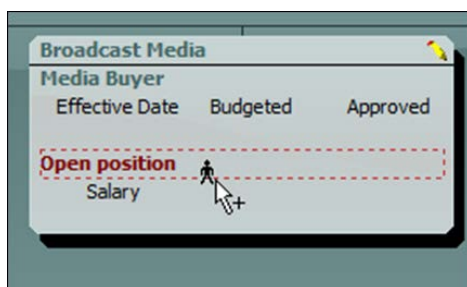 Broadcast Media
Media Buyer
Effective Date Budgeted Approved
Open position
Salary